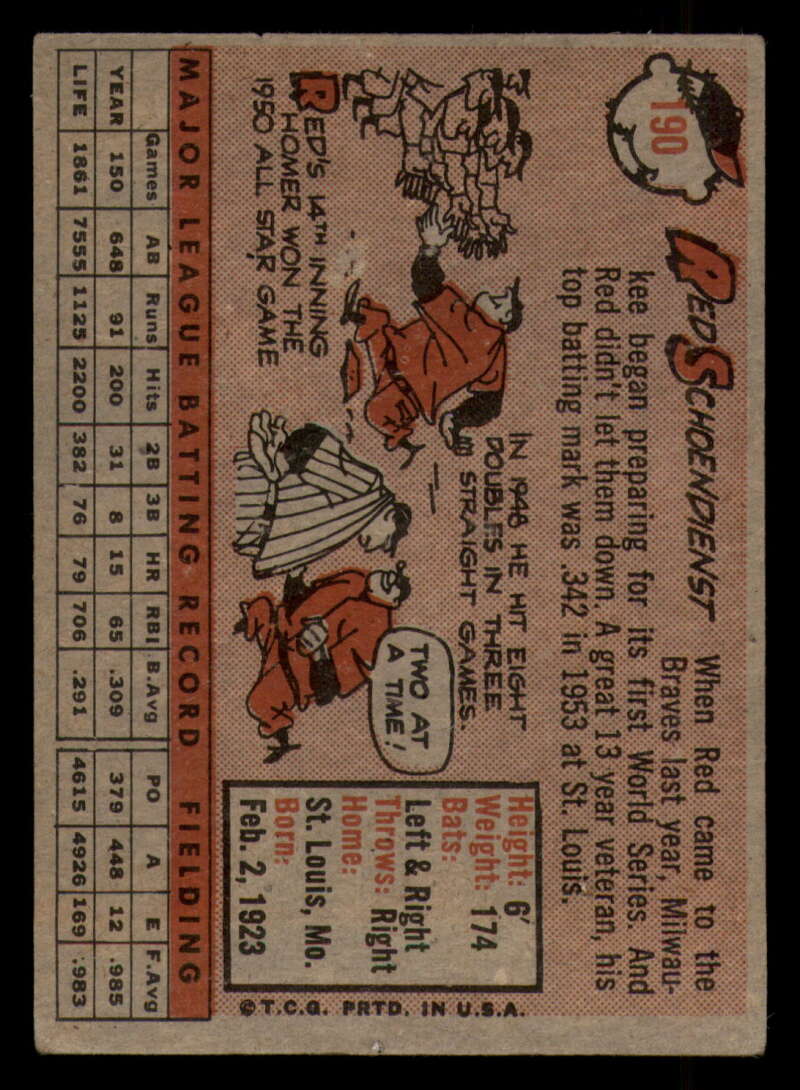 190
RED SCHOENDIENST
When Red came to the
Braves last year, Milwau-
kee began preparing for its first World Series. And
Red didn't let them down. A great 13 year veteran, his
top batting mark was .342 in 1953 at St. Louis.
RED'S 14TH INNING
HOMER WON THE
1950 ALL STAR GAME
IN 1948 HE HIT EIGHT
DOUBLES IN THREE
STRAIGHT GAMES.
TWO AT
A TIME!
Height: 6'
Weight: 174
Bats:
Left & Right
Throws: Right
Home:
St. Louis, Mo.
Born:
Feb. 2, 1923
© T.C.G. PRTD. IN U.S.A.
MAJOR LEAGUE BATTING RECORD FIELDING
Games AB Runs Hits 2B 3B HR RBI B.Avg PO A E F.Avg
YEAR 150 648 91 200 31 8 15 65 .309 379 448 12 .985
LIFE 1861 7555 1125 2200 382 76 79 706 .291 4615 4926 169 .983